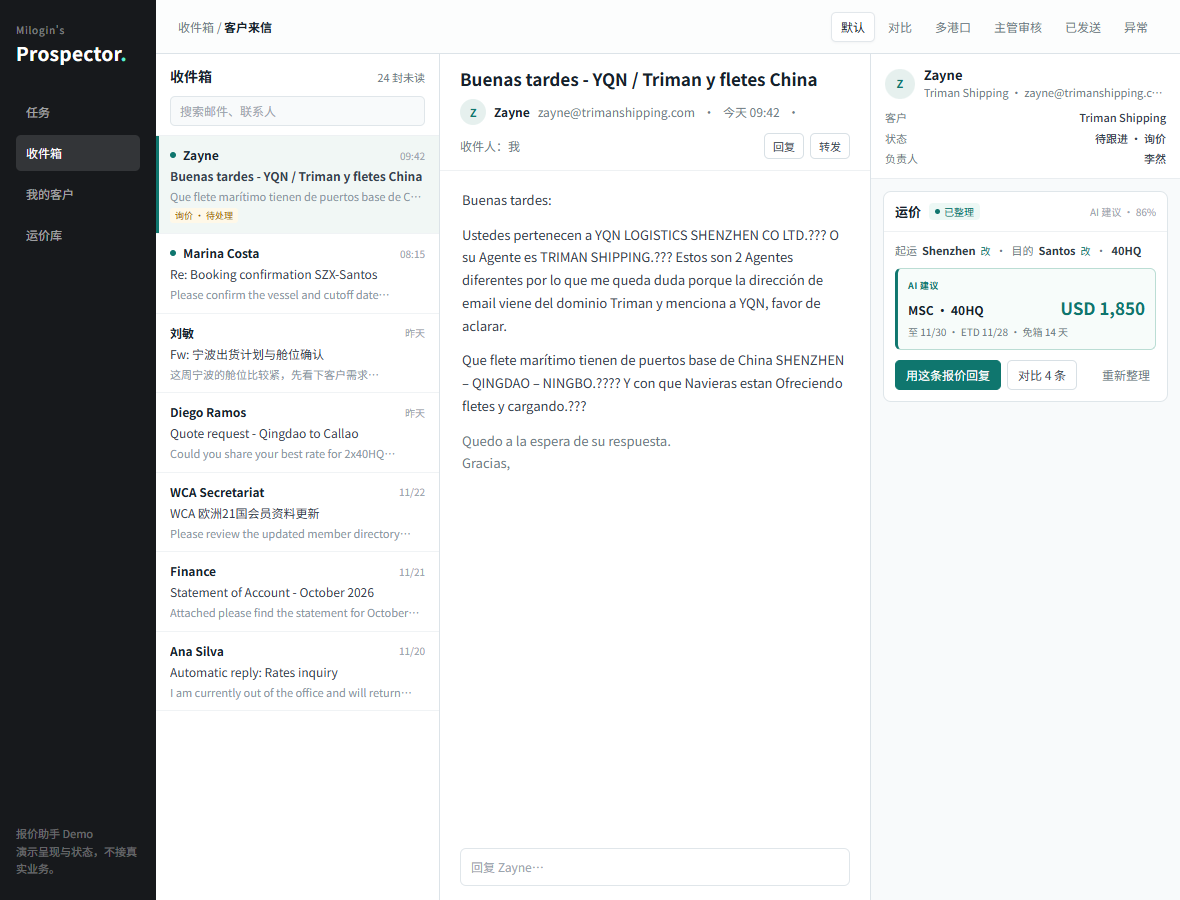 Milogin's
Prospector.
任务
收件箱
我的客户
运价库
报价助手 Demo
演示呈现与状态，不接真
实业务。
收件箱 / 客户来信
默认 对比 多港口 主管审核 已发送 异常
收件箱 24 封未读
搜索邮件、联系人
Zayne 09:42
Buenas tardes - YQN / Triman y fletes China
Que flete marítimo tienen de puertos base de C…
询价 • 待处理
Marina Costa 08:15
Re: Booking confirmation SZX-Santos
Please confirm the vessel and cutoff date…
刘敏 昨天
Fw: 宁波出货计划与舱位确认
这周宁波的舱位比较紧，先看下客户需求…
Diego Ramos 昨天
Quote request - Qingdao to Callao
Could you share your best rate for 2x40HQ…
WCA Secretariat 11/22
WCA 欧洲21国会员资料更新
Please review the updated member directory…
Finance 11/21
Statement of Account - October 2026
Attached please find the statement for October…
Ana Silva 11/20
Automatic reply: Rates inquiry
I am currently out of the office and will return…
Buenas tardes - YQN / Triman y fletes China
Z Zayne zayne@trimanshipping.com • 今天 09:42 •
收件人：我 回复 转发
Buenas tardes:
Ustedes pertenecen a YQN LOGISTICS SHENZHEN CO LTD.??? O
su Agente es TRIMAN SHIPPING.??? Estos son 2 Agentes
diferentes por lo que me queda duda porque la dirección de
email viene del dominio Triman y menciona a YQN, favor de
aclarar.
Que flete marítimo tienen de puertos base de China SHENZHEN
– QINGDAO – NINGBO.???? Y con que Navieras estan Ofreciendo
fletes y cargando.???
Quedo a la espera de su respuesta.
Gracias,
回复 Zayne…
Z Zayne
Triman Shipping • zayne@trimanshipping.c…
客户 Triman Shipping
状态 待跟进 • 询价
负责人 李然
运价 已整理 AI 建议 • 86%
起运 Shenzhen 改 • 目的 Santos 改 • 40HQ
AI 建议
MSC • 40HQ USD 1,850
至 11/30 • ETD 11/28 • 免箱 14 天
用这条报价回复 对比 4 条 重新整理